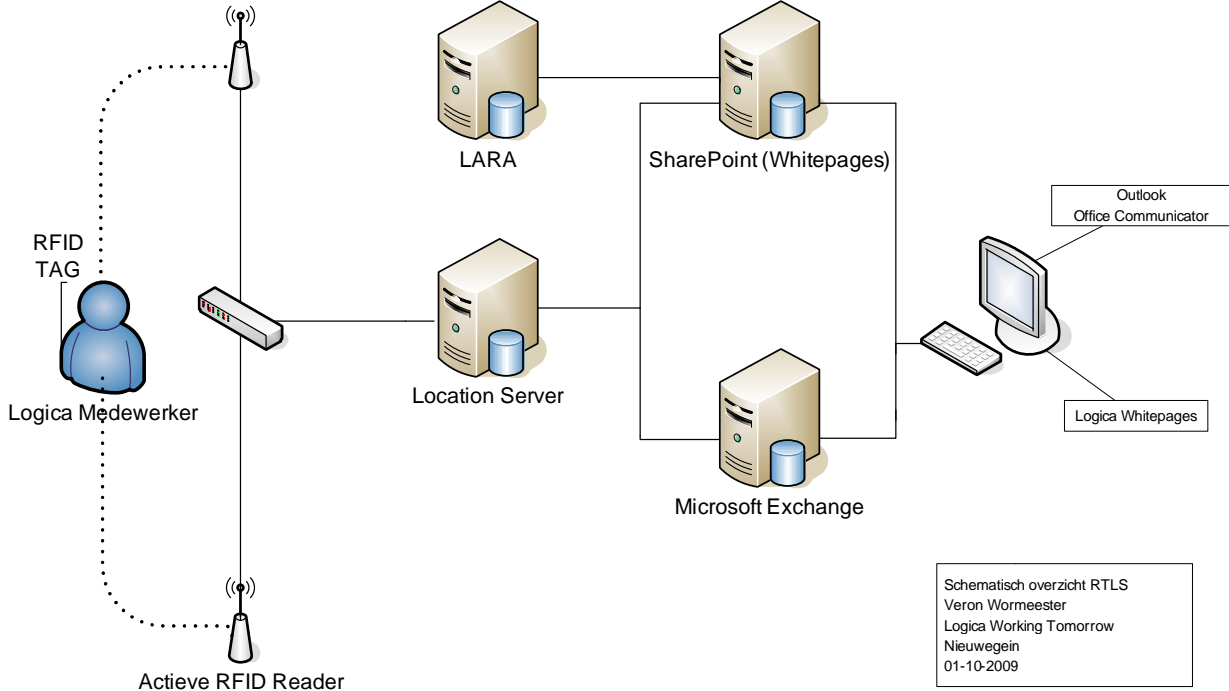 LARA
SharePoint (Whitepages)
Outlook
Office Communicator
RFID
TAG
Logica Medewerker
Location Server
Logica Whitepages
Microsoft Exchange
Actieve RFID Reader
Schematisch overzicht RTLS
Veron Wormeester
Logica Working Tomorrow
Nieuwegein
01-10-2009